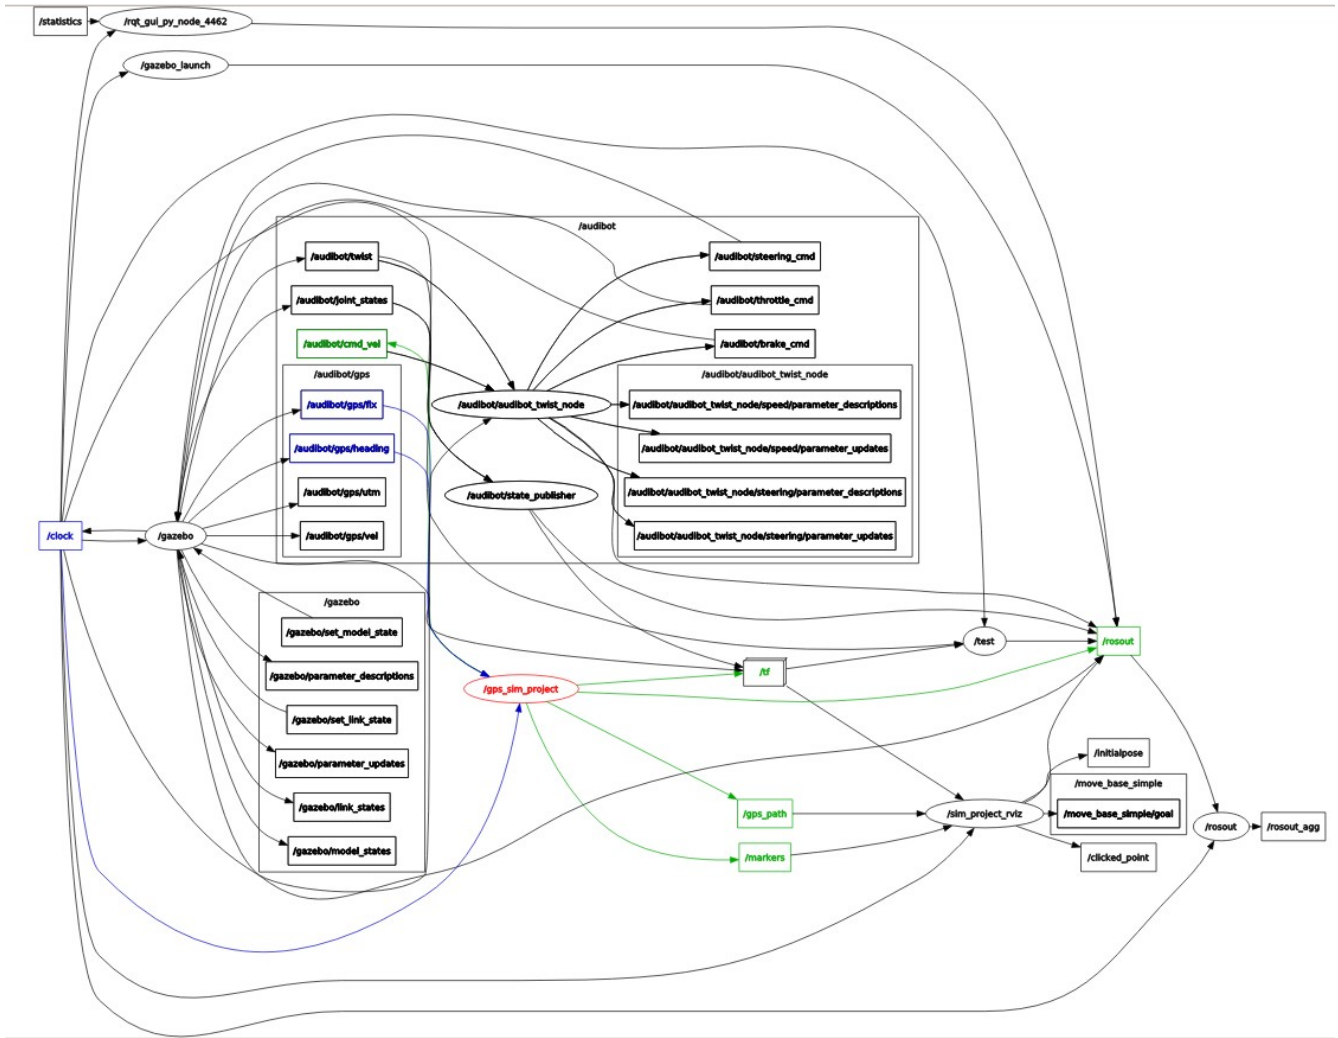 /statistics
/rqt_gui_py_node_4462
/gazebo_launch
/audibot
/audibot/twist
/audibot/steering_cmd
/audibot/joint_states
/audibot/throttle_cmd
/audibot/cmd_vel
/audibot/brake_cmd
/audibot/gps
/audibot/audibot_twist_node
/audibot/gps/fix
/audibot/audibot_twist_node
/audibot/audibot_twist_node/speed/parameter_descriptions
/audibot/gps/heading
/audibot/audibot_twist_node/speed/parameter_updates
/audibot/gps/utm
/audibot/state_publisher
/audibot/audibot_twist_node/steering/parameter_descriptions
/clock
/gazebo
/audibot/gps/vel
/audibot/audibot_twist_node/steering/parameter_updates
/gazebo
/gazebo/set_model_state
/test
/rosout
/gazebo/parameter_descriptions
/tf
/gps_sim_project
/gazebo/set_link_state
/gazebo/parameter_updates
/initialpose
/move_base_simple
/gazebo/link_states
/gps_path
/sim_project_rviz
/move_base_simple/goal
/rosout
/rosout_agg
/gazebo/model_states
/markers
/clicked_point